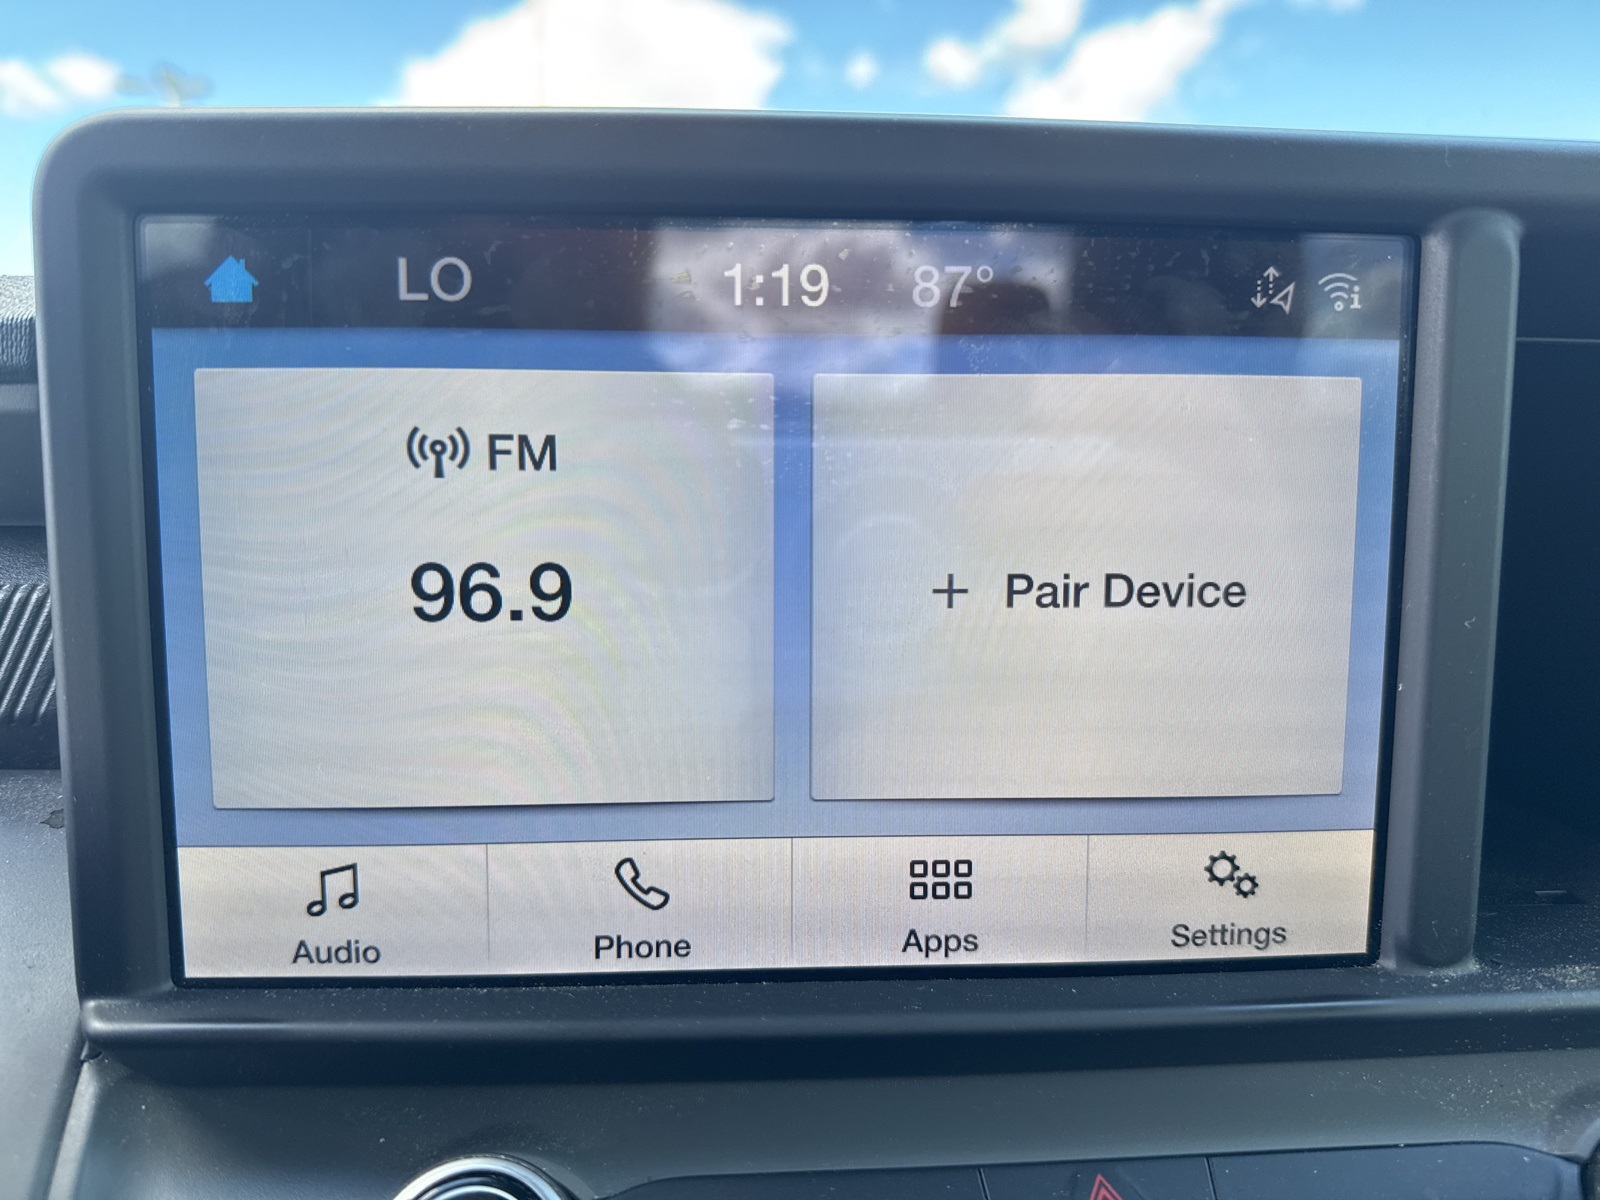 LO 1:19 87°
FM
96.9
+ Pair Device
Audio Phone Apps Settings